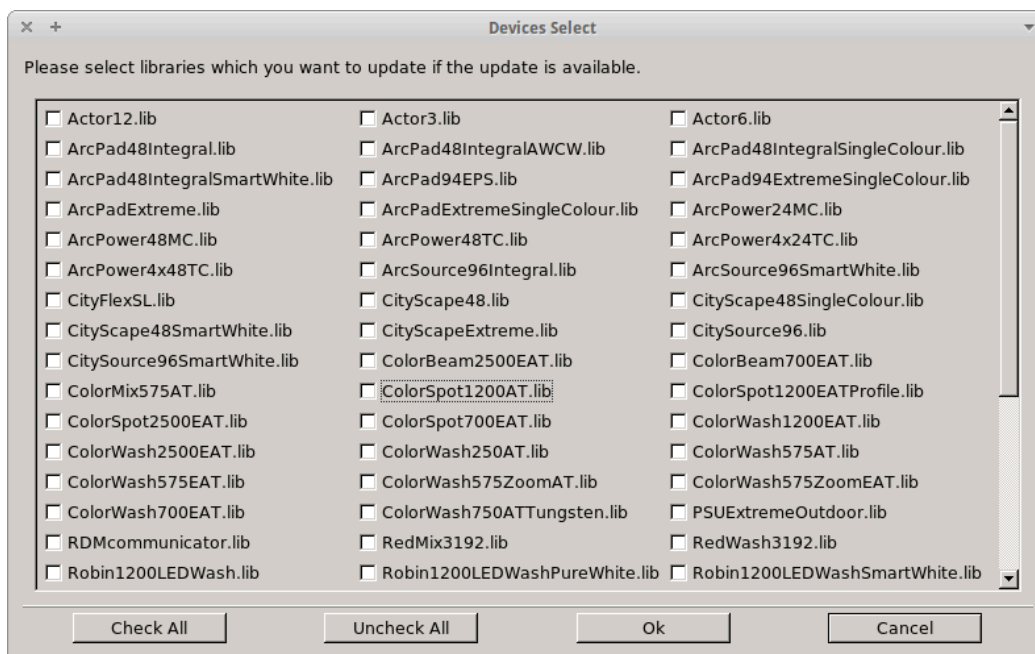 Devices Select
Please select libraries which you want to update if the update is available.
Actor12.lib Actor3.lib Actor6.lib
ArcPad48Integral.lib ArcPad48IntegralAWCW.lib ArcPad48IntegralSingleColour.lib
ArcPad48IntegralSmartWhite.lib ArcPad94EPS.lib ArcPad94ExtremeSingleColour.lib
ArcPadExtreme.lib ArcPadExtremeSingleColour.lib ArcPower24MC.lib
ArcPower48MC.lib ArcPower48TC.lib ArcPower4x24TC.lib
ArcPower4x48TC.lib ArcSource96Integral.lib ArcSource96SmartWhite.lib
CityFlexSL.lib CityScape48.lib CityScape48SingleColour.lib
CityScape48SmartWhite.lib CityScapeExtreme.lib CitySource96.lib
CitySource96SmartWhite.lib ColorBeam2500EAT.lib ColorBeam700EAT.lib
ColorMix575AT.lib ColorSpot1200AT.lib ColorSpot1200EATProfile.lib
ColorSpot2500EAT.lib ColorSpot700EAT.lib ColorWash1200EAT.lib
ColorWash2500EAT.lib ColorWash250AT.lib ColorWash575AT.lib
ColorWash575EAT.lib ColorWash575ZoomAT.lib ColorWash575ZoomEAT.lib
ColorWash700EAT.lib ColorWash750ATTungsten.lib PSUExtremeOutdoor.lib
RDMcommunicator.lib RedMix3192.lib RedWash3192.lib
Robin1200LEDWash.lib Robin1200LEDWashPureWhite.lib Robin1200LEDWashSmartWhite.lib
Check All Uncheck All Ok Cancel